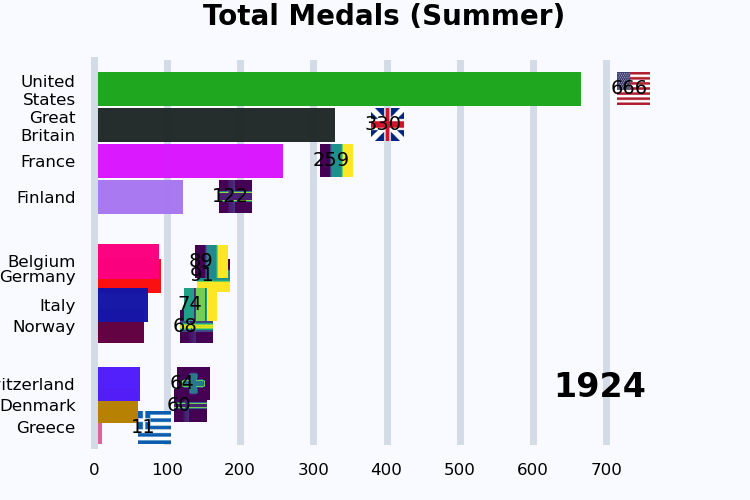 Total Medals (Summer)
United
States
666
Great
Britain
330
France
259
Finland
122
Belgium
89
Germany
91
Italy
74
Norway
68
itzerland
64
Denmark
60
Greece
11
1924
0 100 200 300 400 500 600 700